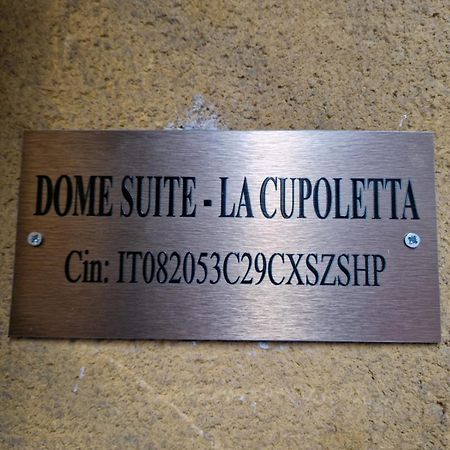 DOME SUITE - LA CUPOLETTA
Cin: IT082053C29CXSZSHP